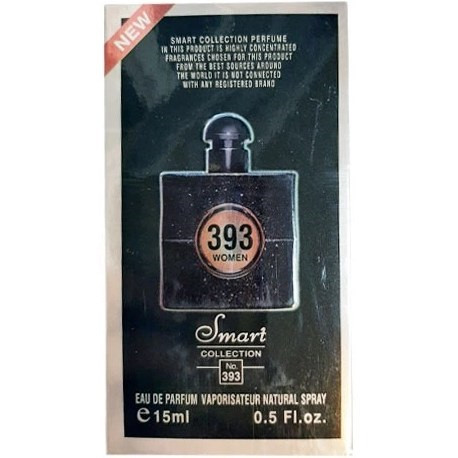 NEW
SMART COLLECTION PERFUME
IN THIS PRODUCT IS HIGHLY CONCENTRATED
FRAGRANCES CHOSEN FOR THIS PRODUCT
FROM THE BEST SOURCES AROUND
THE WORLD IT IS NOT CONNECTED
WITH ANY REGISTERED BRAND
393
WOMEN
Smart
COLLECTION
No.
393
EAU DE PARFUM VAPORISATEUR NATURAL SPRAY
e 15ml 0.5 Fl.oz.